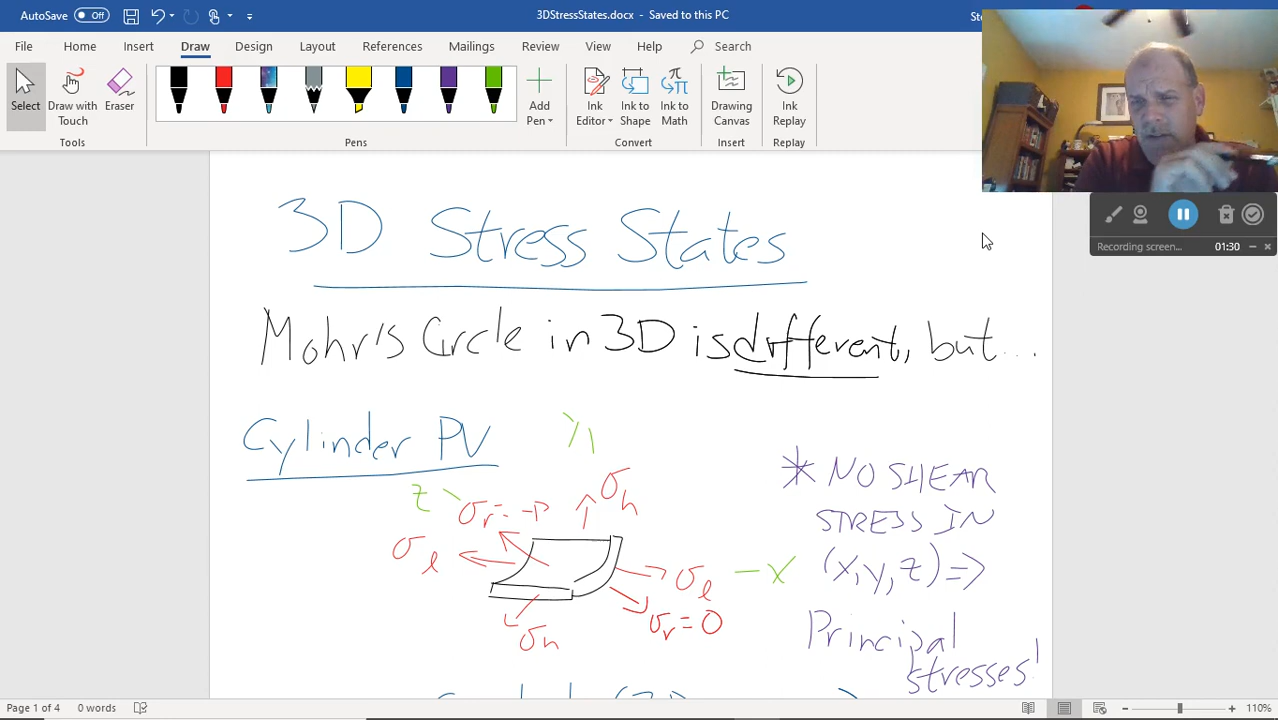 AutoSave Off 3DStressStates.docx - Saved to this PC
File Home Insert Draw Design Layout References Mailings Review View Help Search
Select Draw with Touch Eraser Add Pen Ink Editor Ink to Shape Ink to Math Drawing Canvas Ink Replay
Tools Pens Convert Insert Replay
Recording screen... 01:30
3D Stress States
Mohr's Circle in 3D is different, but...
Cylinder PV
y
* NO SHEAR
STRESS IN
(x,y,z) =>
Principal
stresses!
z
σr = -P
σh
σl
σl
x
σr = 0
σh
Page 1 of 4 0 words 110%